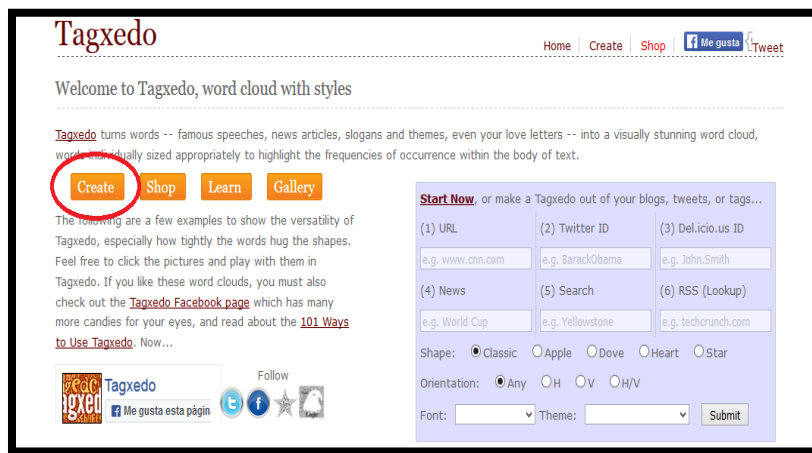 Tagxedo
Home Create Shop Me gusta Tweet
Welcome to Tagxedo, word cloud with styles
Tagxedo turns words -- famous speeches, news articles, slogans and themes, even your love letters -- into a visually stunning word cloud,
words individually sized appropriately to highlight the frequencies of occurrence within the body of text.
Create Shop Learn Gallery
The following are a few examples to show the versatility of
Tagxedo, especially how tightly the words hug the shapes.
Feel free to click the pictures and play with them in
Tagxedo. If you like these word clouds, you must also
check out the Tagxedo Facebook page which has many
more candies for your eyes, and read about the 101 Ways
to Use Tagxedo. Now...
Tagxedo
Me gusta esta págin
Follow
Start Now, or make a Tagxedo out of your blogs, tweets, or tags...
(1) URL (2) Twitter ID (3) Del.icio.us ID
e.g. www.cnn.com e.g. BarackObama e.g. John.Smith
(4) News (5) Search (6) RSS (Lookup)
e.g. World Cup e.g. Yellowstone e.g. techcrunch.com
Shape: Classic Apple Dove Heart Star
Orientation: Any H V H/V
Font: Theme: Submit